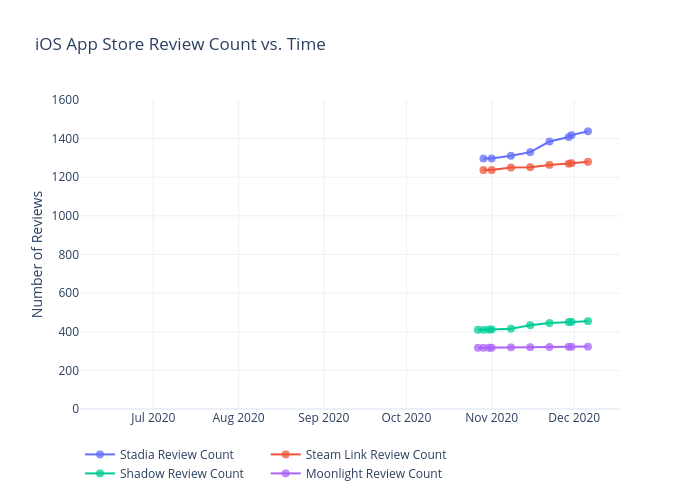 iOS App Store Review Count vs. Time
Number of Reviews
1600
1400
1200
1000
800
600
400
200
0
Jul 2020 Aug 2020 Sep 2020 Oct 2020 Nov 2020 Dec 2020
Stadia Review Count Steam Link Review Count
Shadow Review Count Moonlight Review Count